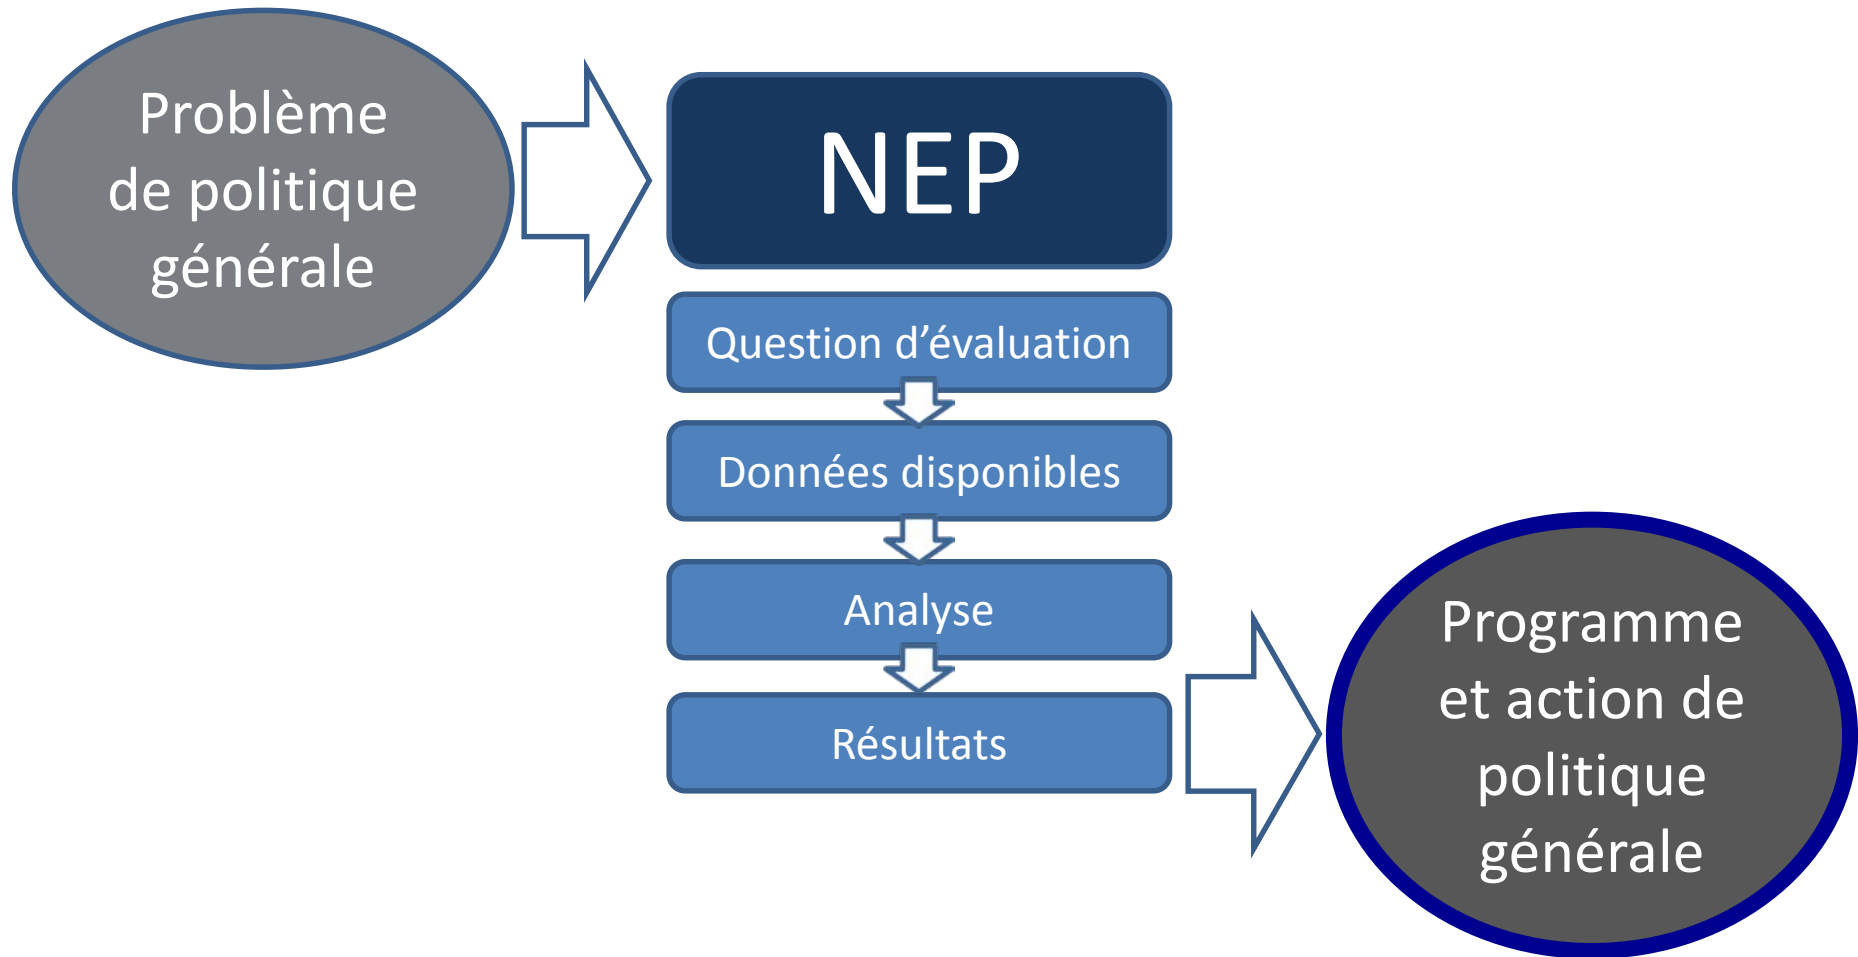 Problème
de politique
générale
NEP
Question d’évaluation
Données disponibles
Analyse
Résultats
Programme
et action de
politique
générale